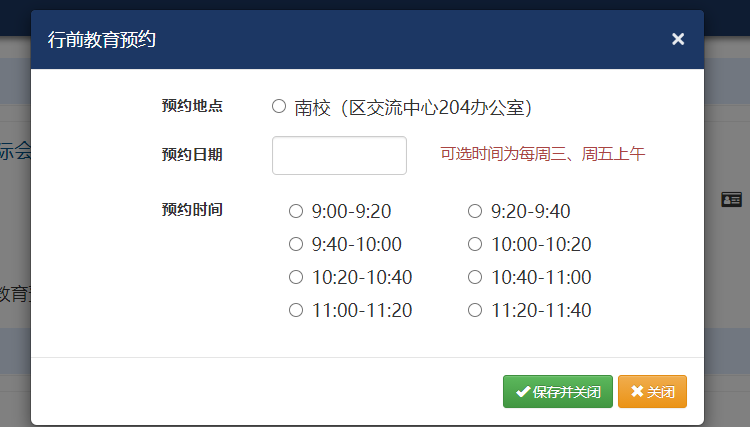 行前教育预约
预约地点 南校（区交流中心204办公室）
预约日期 可选时间为每周三、周五上午
预约时间 9:00-9:20 9:20-9:40
9:40-10:00 10:00-10:20
10:20-10:40 10:40-11:00
11:00-11:20 11:20-11:40
保存并关闭 关闭
际会
教育